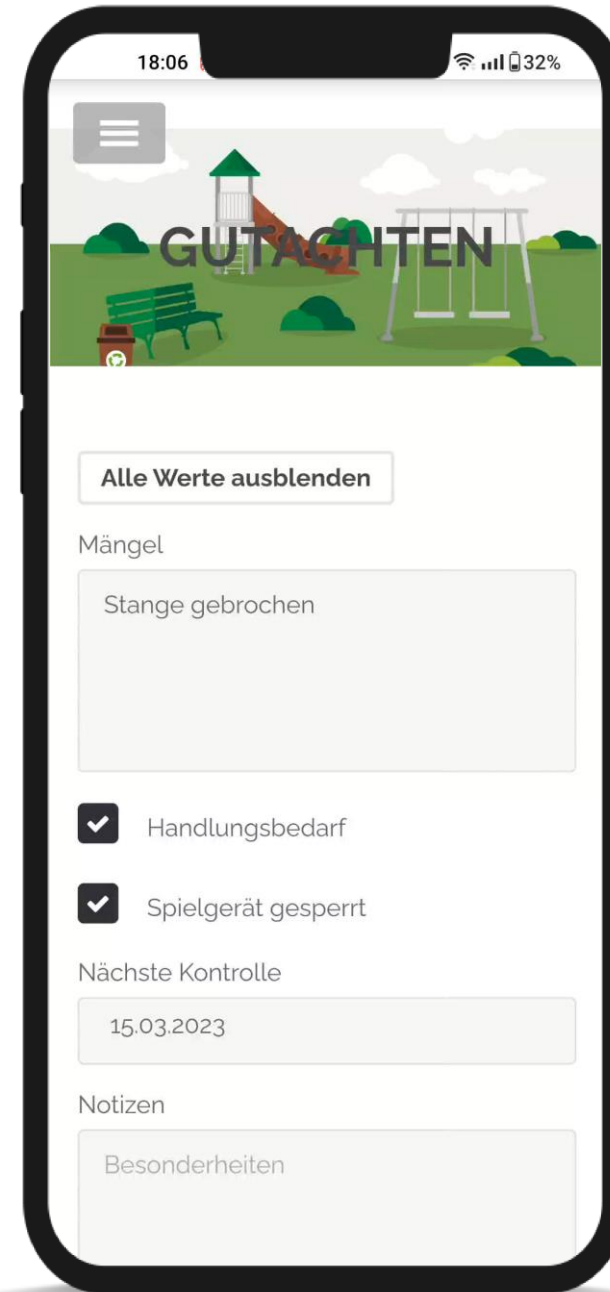 18:06
32%
GUTACHTEN
Alle Werte ausblenden
Mängel
Stange gebrochen
Handlungsbedarf
Spielgerät gesperrt
Nächste Kontrolle
15.03.2023
Notizen
Besonderheiten